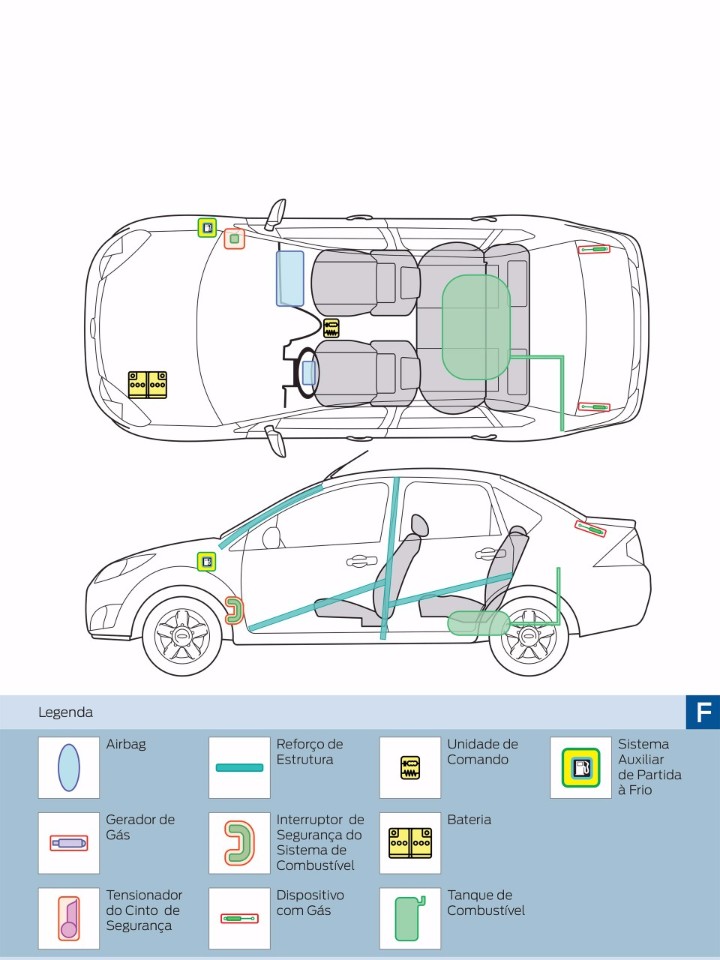 Legenda
F
Airbag
Reforço de
Estrutura
Unidade de
Comando
Sistema
Auxiliar
de Partida
à Frio
Gerador de
Gás
Interruptor de
Segurança do
Sistema de
Combustível
Bateria
Tensionador
do Cinto de
Segurança
Dispositivo
com Gás
Tanque de
Combustível